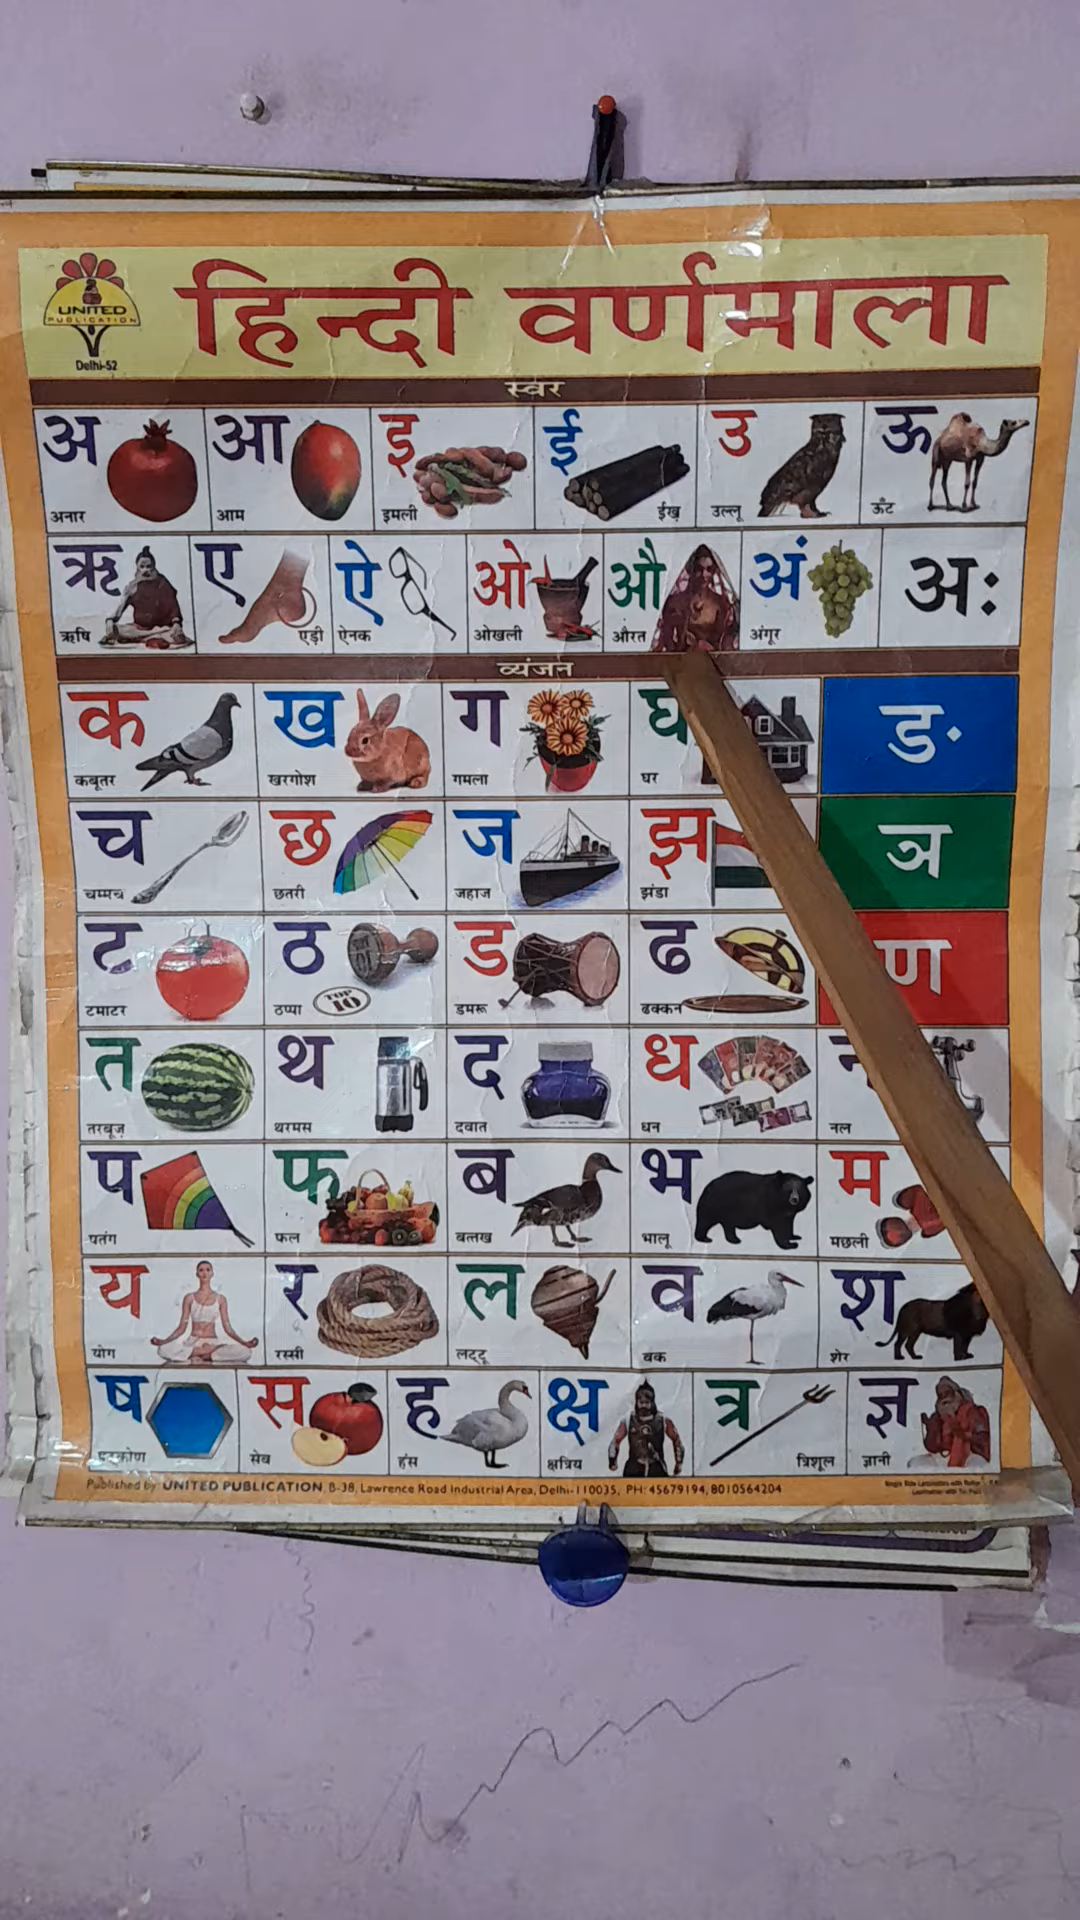 UNITED
PUBLICATION
Delhi-52
हिन्दी वर्णमाला
स्वर
अ आ इ ई उ ऊ
अनार आम इमली ईख उल्लू ऊँट
ऋ ए ऐ ओ औ अं अः
ऋषि एड़ी ऐनक ओखली औरत अंगूर
व्यंजन
क ख ग घ ङ
कबूतर खरगोश गमला घर
च छ ज झ ञ
चम्मच छतरी जहाज झंडा
ट ठ ड ढ ण
टमाटर ठप्पा TOP 10 डमरू ढक्कन
त थ द ध न
तरबूज थरमस दवात धन नल
प फ ब भ म
पतंग फल बत्तख भालू मछली
य र ल व श
योग रस्सी लट्टू बक शेर
ष स ह क्ष त्र ज्ञ
सेब हंस क्षत्रिय त्रिशूल ज्ञानी
Published by: UNITED PUBLICATION, B-38, Lawrence Road Industrial Area, Delhi-110035, PH: 45679194, 8010564204